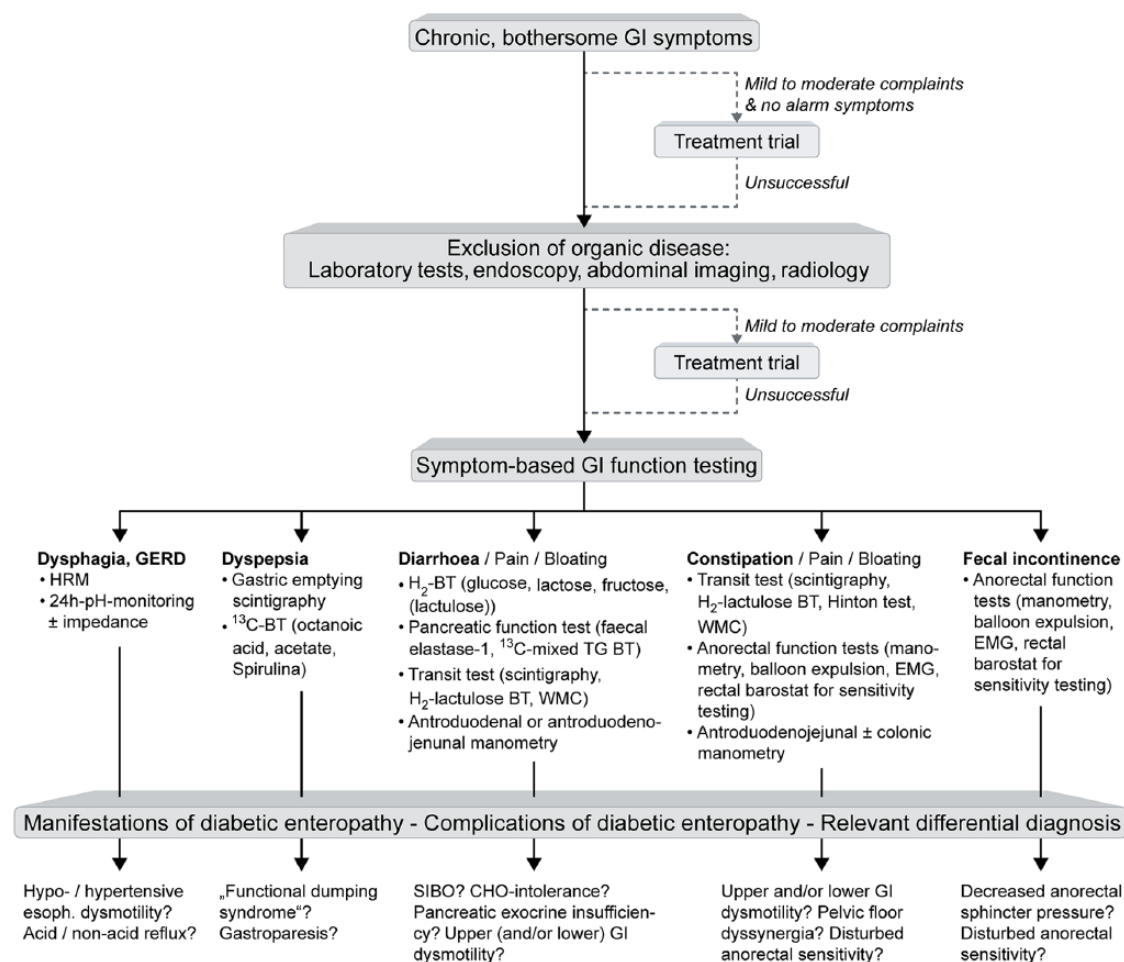 Chronic, bothersome GI symptoms
Mild to moderate complaints
& no alarm symptoms
Treatment trial
Unsuccessful
Exclusion of organic disease:
Laboratory tests, endoscopy, abdominal imaging, radiology
Mild to moderate complaints
Treatment trial
Unsuccessful
Symptom-based GI function testing
Dysphagia, GERD
• HRM
• 24h-pH-monitoring
± impedance
Dyspepsia
• Gastric emptying
scintigraphy
• ¹³C-BT (octanoic
acid, acetate,
Spirulina)
Diarrhoea / Pain / Bloating
• H₂-BT (glucose, lactose, fructose,
(lactulose))
• Pancreatic function test (faecal
elastase-1, ¹³C-mixed TG BT)
• Transit test (scintigraphy,
H₂-lactulose BT, WMC)
• Antroduodenal or antroduodeno-
jenunal manometry
Constipation / Pain / Bloating
• Transit test (scintigraphy,
H₂-lactulose BT, Hinton test,
WMC)
• Anorectal function tests (mano-
metry, balloon expulsion, EMG,
rectal barostat for sensitivity
testing)
• Antroduodenojejunal ± colonic
manometry
Fecal incontinence
• Anorectal function
tests (manometry,
balloon expulsion,
EMG, rectal
barostat for
sensitivity testing)
Manifestations of diabetic enteropathy - Complications of diabetic enteropathy - Relevant differential diagnosis
Hypo- / hypertensive
esoph. dysmotility?
Acid / non-acid reflux?
„Functional dumping
syndrome“?
Gastroparesis?
SIBO? CHO-intolerance?
Pancreatic exocrine insufficien-
cy? Upper (and/or lower) GI
dysmotility?
Upper and/or lower GI
dysmotility? Pelvic floor
dyssynergia? Disturbed
anorectal sensitivity?
Decreased anorectal
sphincter pressure?
Disturbed anorectal
sensitivity?